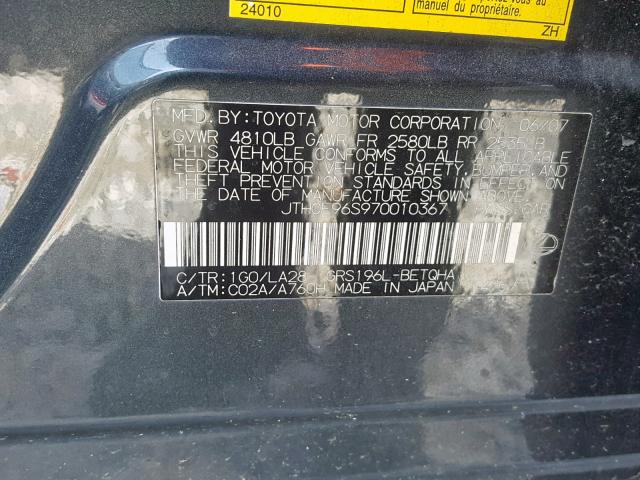 24010
manuel du propriétaire.
ZH
MFD. BY: TOYOTA MOTOR CORPORATION 06/07
GVWR 4810LB GAWR FR 2580LB RR 2535LB
THIS VEHICLE CONFORMS TO ALL APPLICABLE
FEDERAL MOTOR VEHICLE SAFETY, BUMPER, AND
THEFT PREVENTION STANDARDS IN EFFECT ON
THE DATE OF MANUFACTURE SHOWN ABOVE.
JTHCE96S970010367 PASS. CAR
C/TR: 1G0/LA28 GRS196L-BETQHA
A/TM: C02A/A760H MADE IN JAPAN